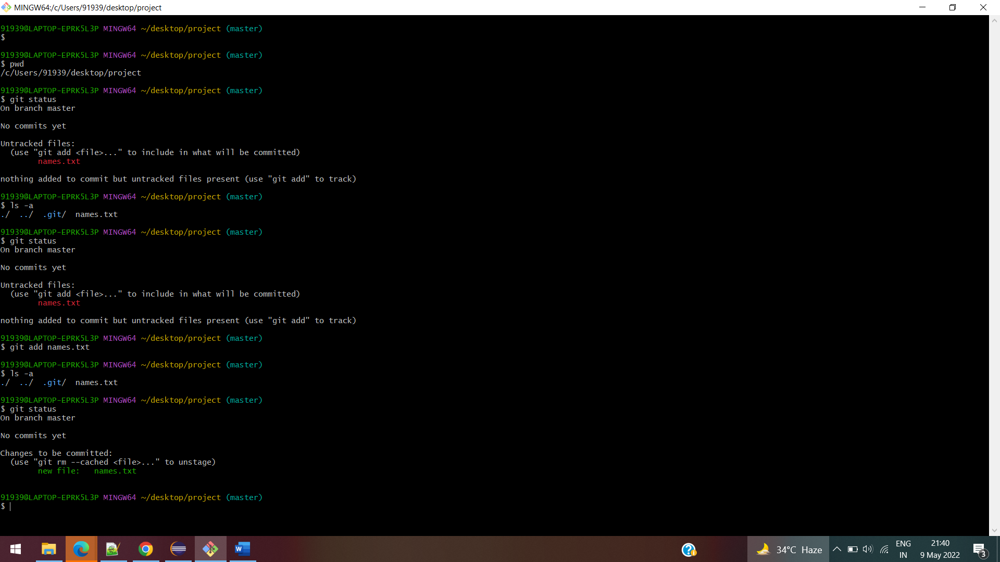 MINGW64:/c/Users/91939/desktop/project
91939@LAPTOP-EPRK5L3P MINGW64 ~/desktop/project (master)
$
91939@LAPTOP-EPRK5L3P MINGW64 ~/desktop/project (master)
$ pwd
/c/Users/91939/desktop/project
91939@LAPTOP-EPRK5L3P MINGW64 ~/desktop/project (master)
$ git status
On branch master
No commits yet
Untracked files:
  (use "git add <file>..." to include in what will be committed)
        names.txt
nothing added to commit but untracked files present (use "git add" to track)
91939@LAPTOP-EPRK5L3P MINGW64 ~/desktop/project (master)
$ ls -a
./  ../  .git/  names.txt
91939@LAPTOP-EPRK5L3P MINGW64 ~/desktop/project (master)
$ git status
On branch master
No commits yet
Untracked files:
  (use "git add <file>..." to include in what will be committed)
        names.txt
nothing added to commit but untracked files present (use "git add" to track)
91939@LAPTOP-EPRK5L3P MINGW64 ~/desktop/project (master)
$ git add names.txt
91939@LAPTOP-EPRK5L3P MINGW64 ~/desktop/project (master)
$ ls -a
./  ../  .git/  names.txt
91939@LAPTOP-EPRK5L3P MINGW64 ~/desktop/project (master)
$ git status
On branch master
No commits yet
Changes to be committed:
  (use "git rm --cached <file>..." to unstage)
        new file:   names.txt
91939@LAPTOP-EPRK5L3P MINGW64 ~/desktop/project (master)
$
34°C Haze
ENG
IN
21:40
9 May 2022
3